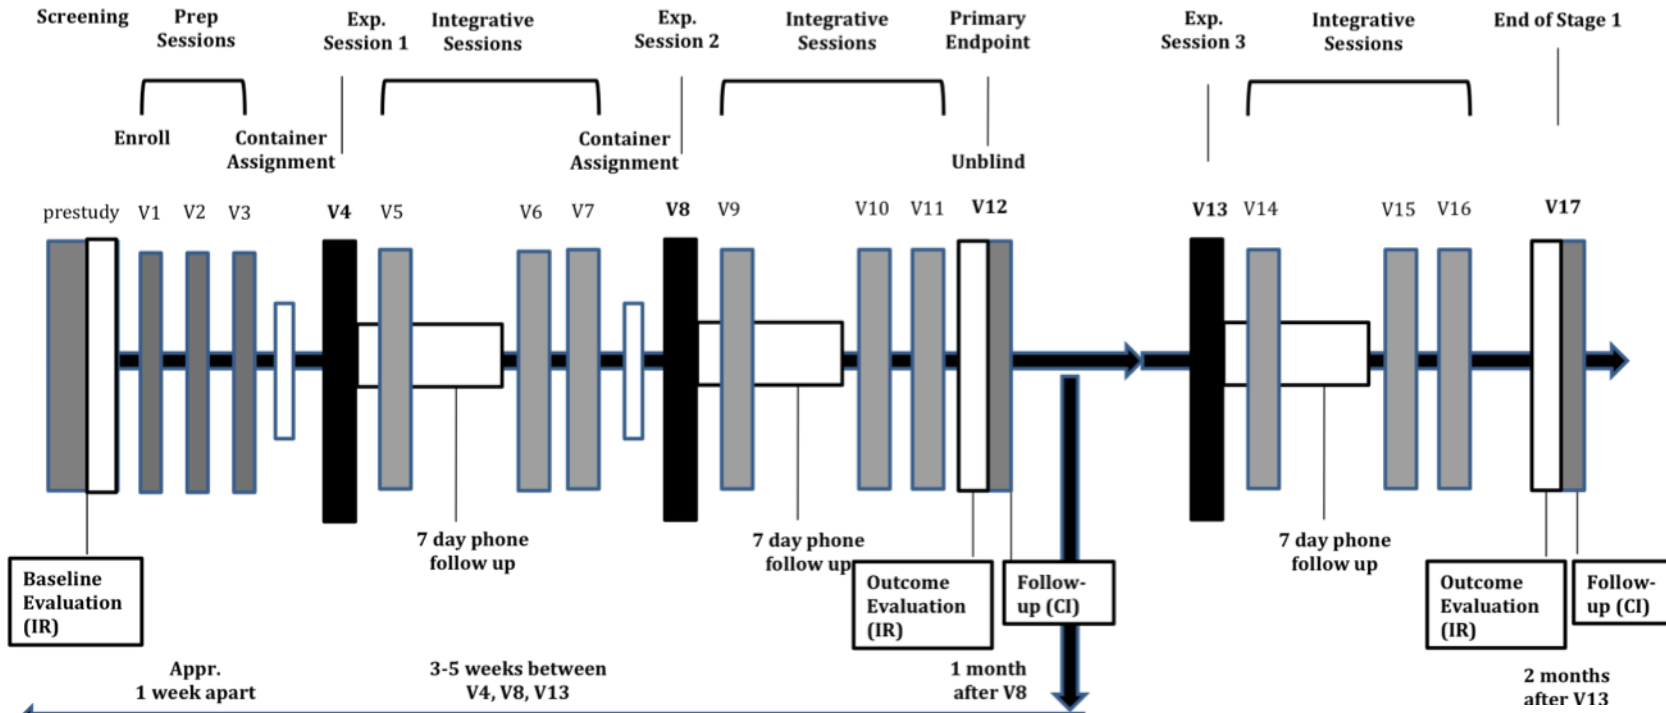 Screening
Prep
Sessions
Exp.
Session 1
Integrative
Sessions
Exp.
Session 2
Integrative
Sessions
Primary
Endpoint
Exp.
Session 3
Integrative
Sessions
End of Stage 1
Enroll
Container
Assignment
Container
Assignment
Unblind
prestudy
V1
V2
V3
V4
V5
V6
V7
V8
V9
V10
V11
V12
V13
V14
V15
V16
V17
7 day phone
follow up
7 day phone
follow up
7 day phone
follow up
Baseline
Evaluation
(IR)
Outcome
Evaluation
(IR)
Follow-
up (CI)
Outcome
Evaluation
(IR)
Follow-
up (CI)
Appr.
1 week apart
3-5 weeks between
V4, V8, V13
1 month
after V8
2 months
after V13